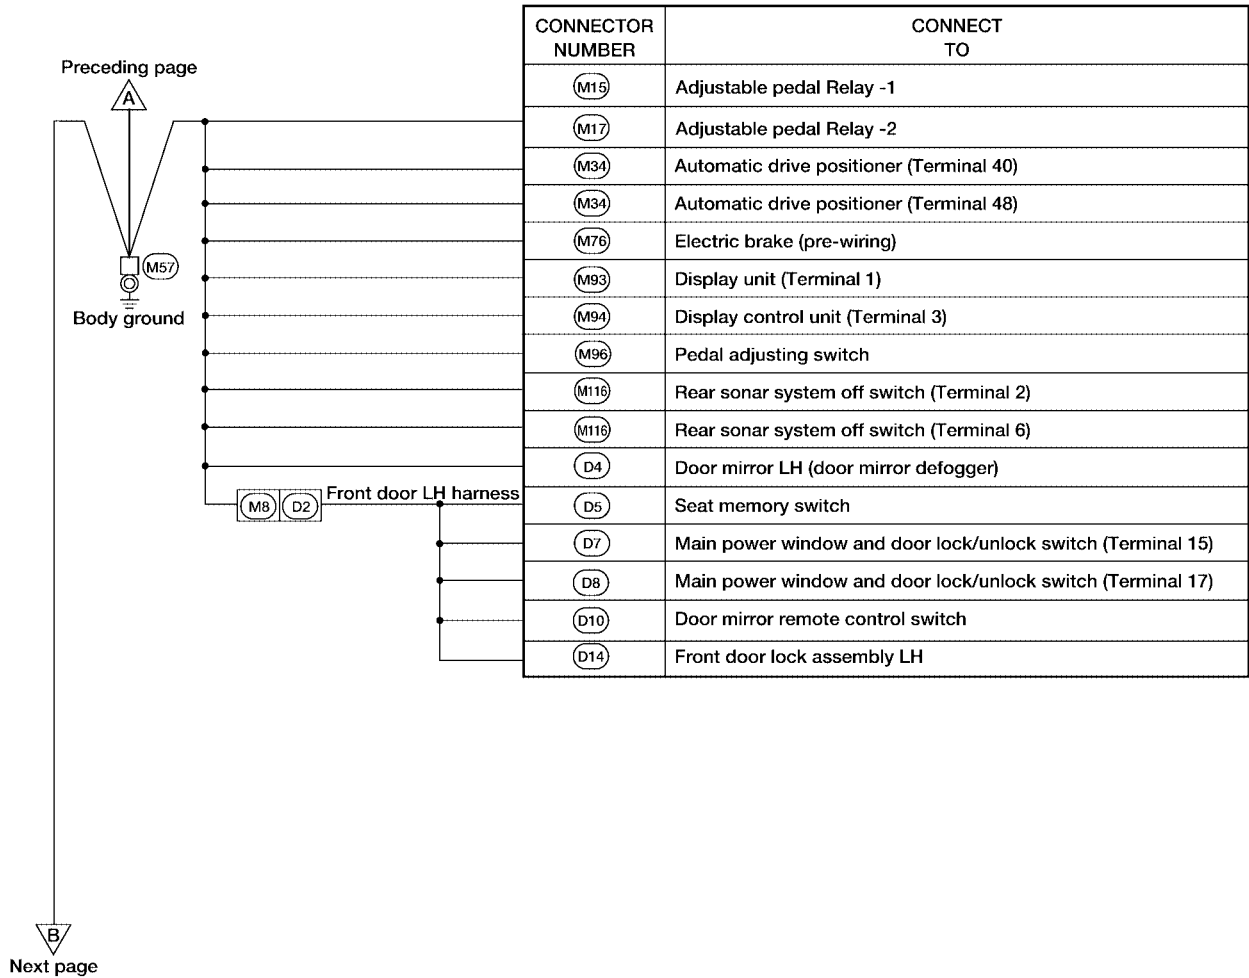 CONNECTOR NUMBER
CONNECT TO
Preceding page
A
M15 Adjustable pedal Relay -1
M17 Adjustable pedal Relay -2
M34 Automatic drive positioner (Terminal 40)
M34 Automatic drive positioner (Terminal 48)
M76 Electric brake (pre-wiring)
M57
M93 Display unit (Terminal 1)
Body ground
M94 Display control unit (Terminal 3)
M96 Pedal adjusting switch
M116 Rear sonar system off switch (Terminal 2)
M116 Rear sonar system off switch (Terminal 6)
D4 Door mirror LH (door mirror defogger)
Front door LH harness
M8 D2
D5 Seat memory switch
D7 Main power window and door lock/unlock switch (Terminal 15)
D8 Main power window and door lock/unlock switch (Terminal 17)
D10 Door mirror remote control switch
D14 Front door lock assembly LH
B
Next page